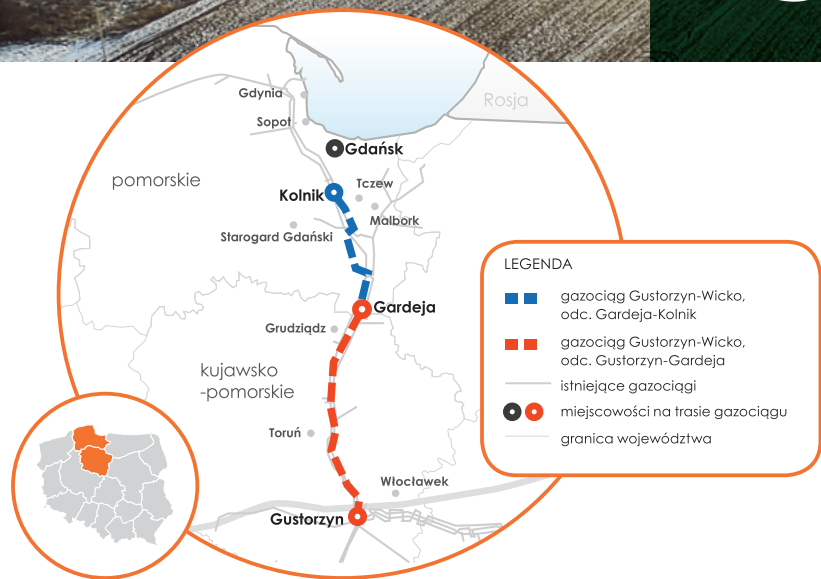 Gdynia
Rosja
Sopot
Gdańsk
pomorskie
Tczew
Kolnik
Malbork
Starogard Gdański
LEGENDA
gazociąg Gustorzyn-Wicko,
odc. Gardeja-Kolnik
Gardeja
Grudziądz
gazociąg Gustorzyn-Wicko,
odc. Gustorzyn-Gardeja
kujawsko
-pomorskie
istniejące gazociągi
miejscowości na trasie gazociągu
Toruń
granica województwa
Włocławek
Gustorzyn